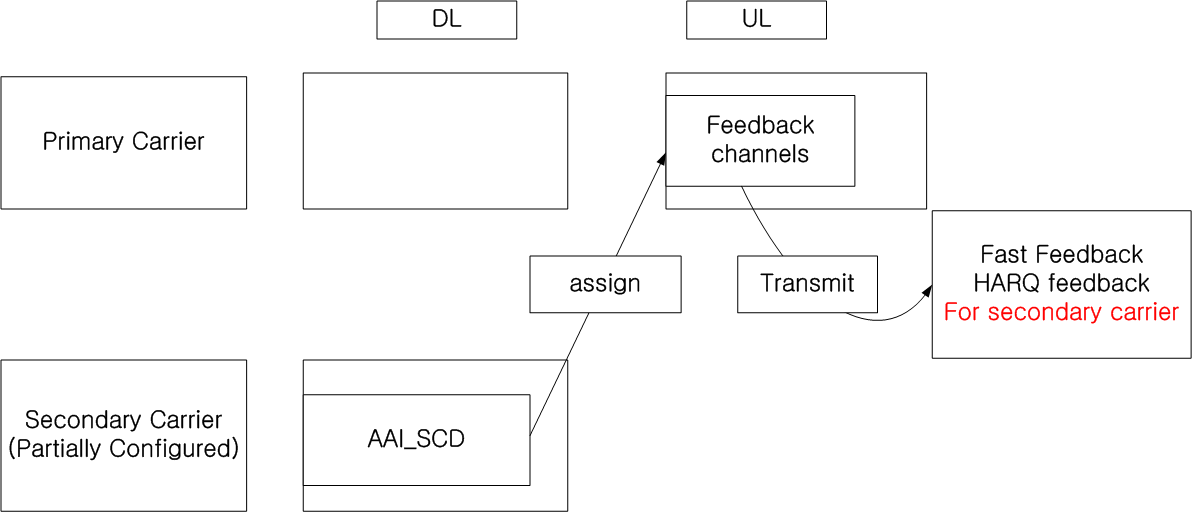 DL
UL
Primary Carrier
Feedback
channels
assign
Transmit
Fast Feedback
HARQ feedback
For secondary carrier
Secondary Carrier
(Partially Configured)
AAI_SCD